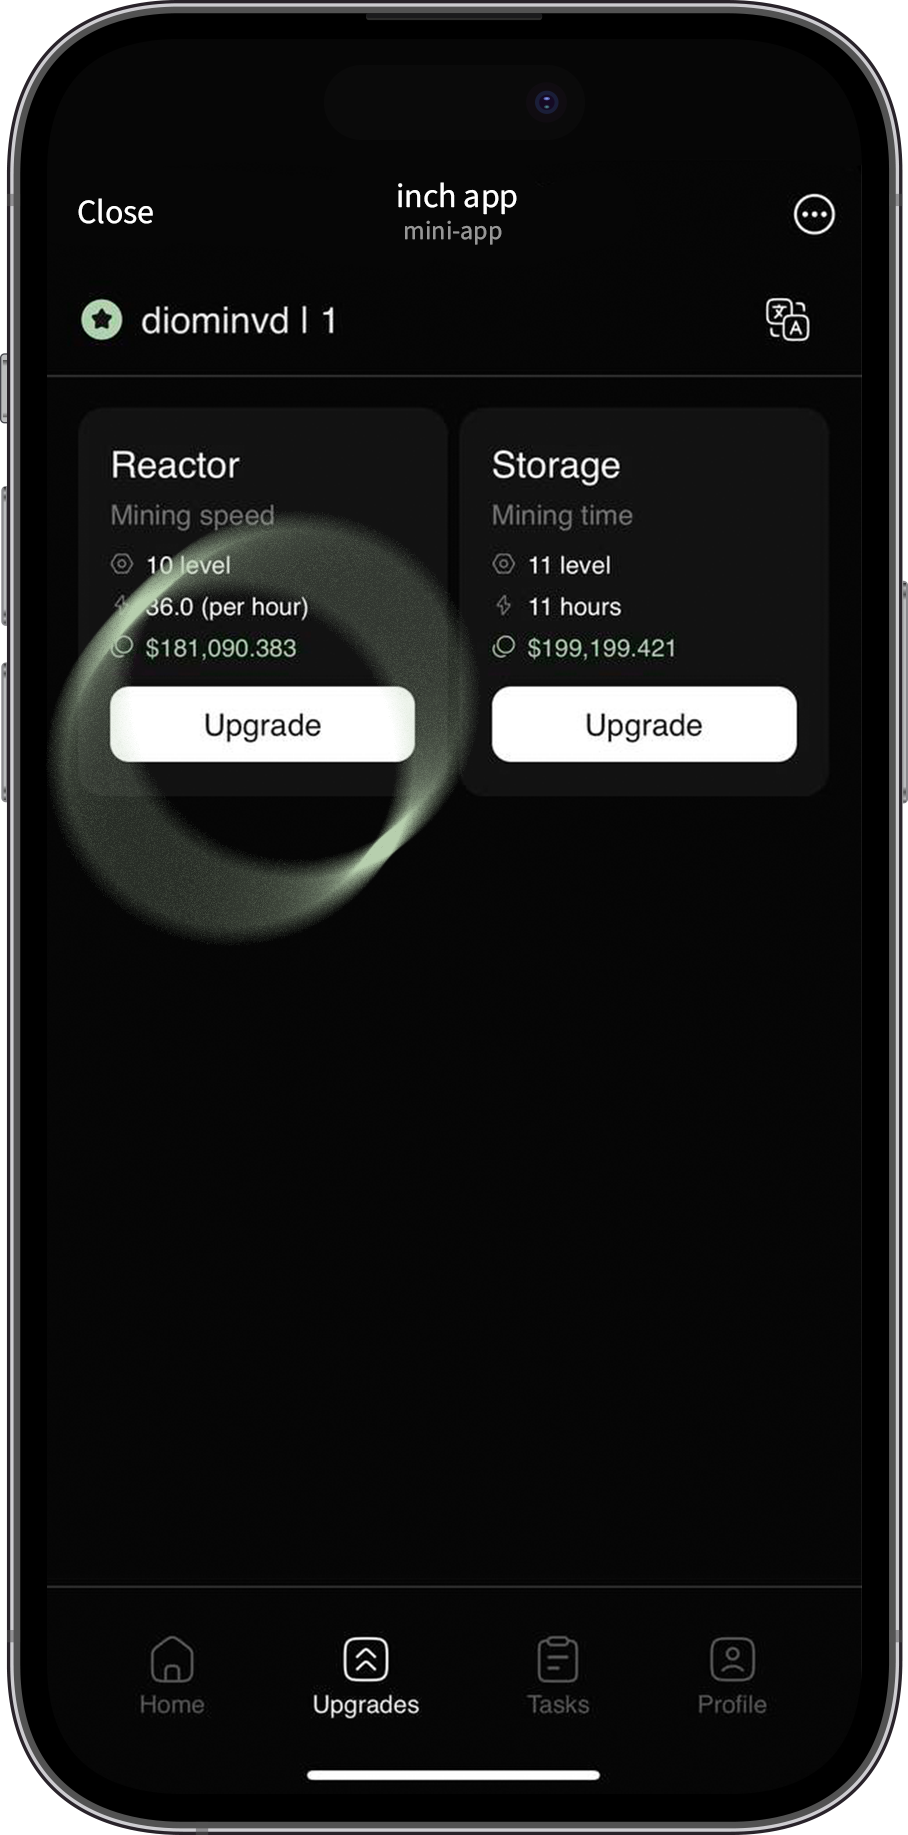 Close
inch app
mini-app
diominvd | 1
文
A
Reactor
Mining speed
10 level
36.0 (per hour)
$181,090.383
Upgrade
Storage
Mining time
11 level
11 hours
$199,199.421
Upgrade
Home
Upgrades
Tasks
Profile